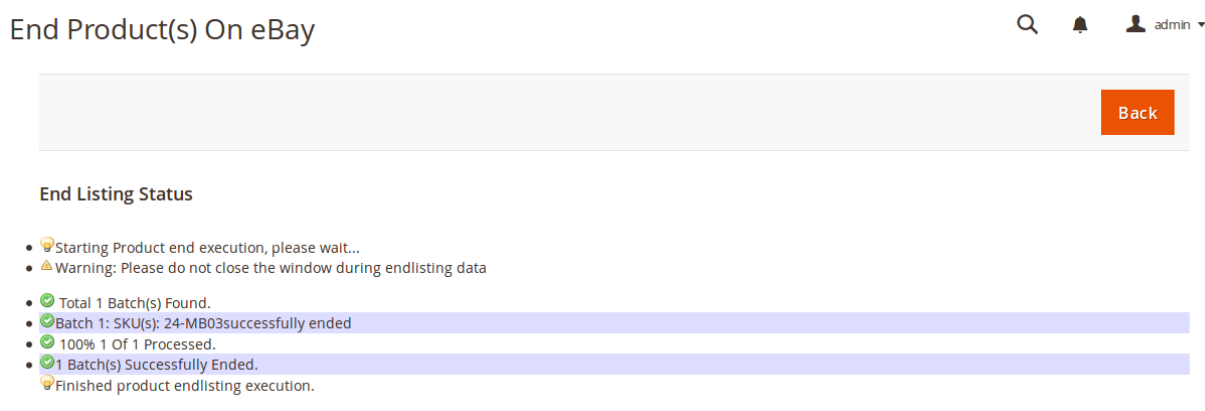 End Product(s) On eBay
admin
Back
End Listing Status
Starting Product end execution, please wait...
Warning: Please do not close the window during endlisting data
Total 1 Batch(s) Found.
Batch 1: SKU(s): 24-MB03successfully ended
100% 1 Of 1 Processed.
1 Batch(s) Successfully Ended.
Finished product endlisting execution.